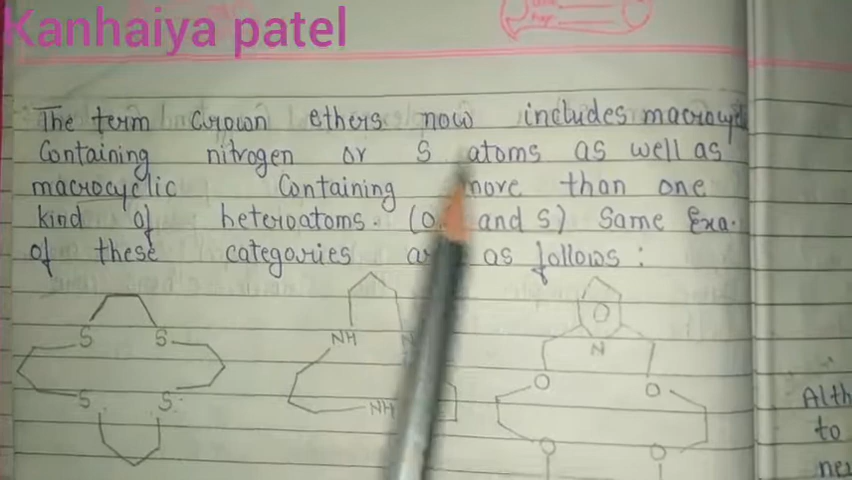 Kanhaiya patel
The term Crown ethers now includes macrocycl
Containing nitrogen or S atoms as well as
macrocyclic Containing more than one
kind of heteroatoms. (O, and S) Same Exa.
of these categories as follows:
S S
NH
O
N
O O
S S
NH
O O
Alth
to
ne